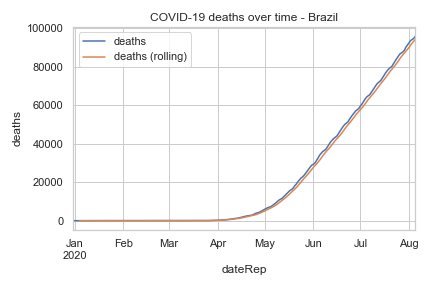 COVID-19 deaths over time - Brazil
deaths
deaths (rolling)
100000
80000
60000
40000
20000
0
deaths
Jan Feb Mar Apr May Jun Jul Aug
2020
dateRep